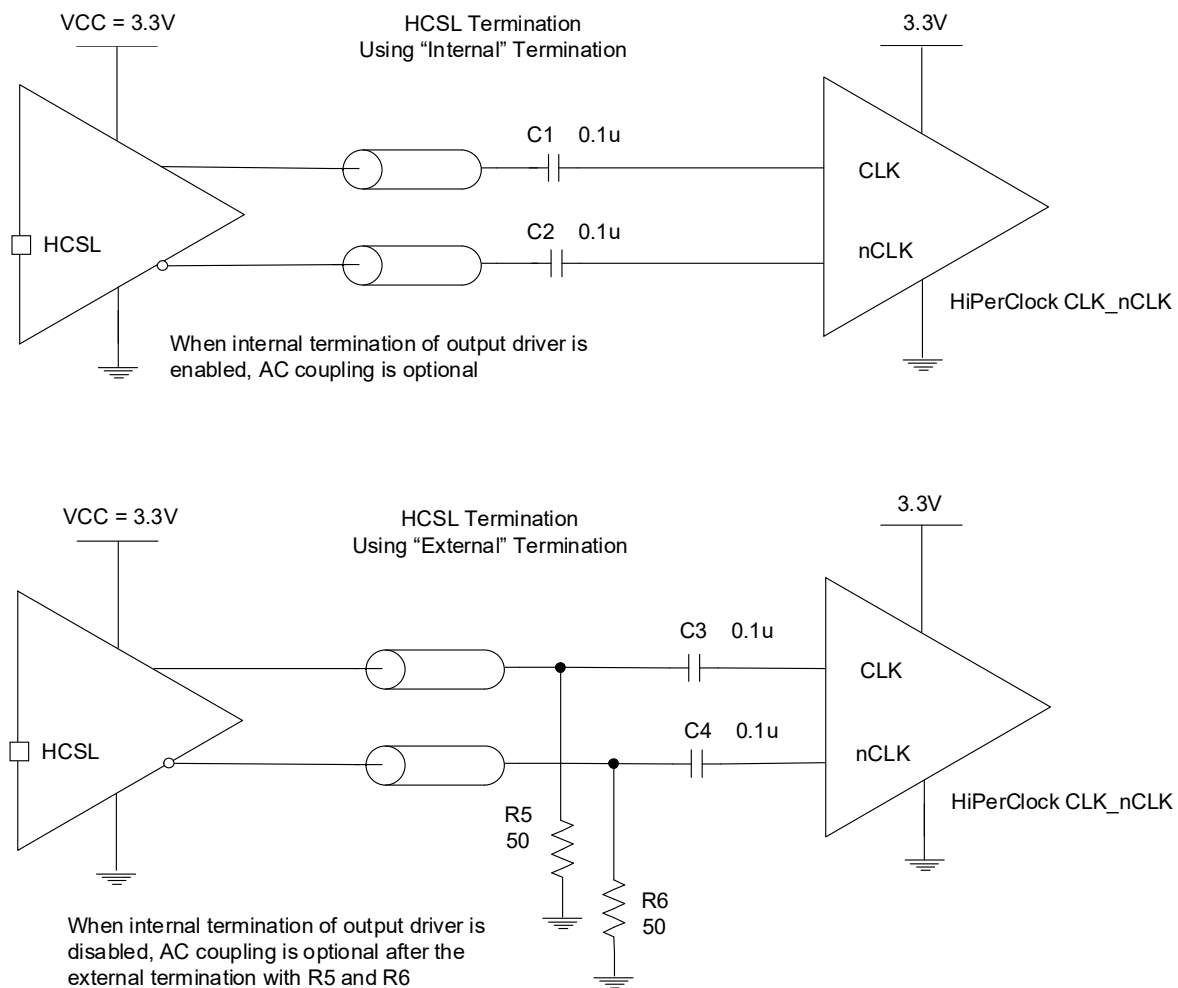 VCC = 3.3V
HCSL Termination
Using “Internal” Termination
3.3V
C1 0.1u
CLK
C2 0.1u
HCSL
nCLK
HiPerClock CLK_nCLK
When internal termination of output driver is
enabled, AC coupling is optional
VCC = 3.3V
HCSL Termination
Using “External” Termination
3.3V
C3 0.1u
CLK
C4 0.1u
HCSL
nCLK
HiPerClock CLK_nCLK
R5
50
R6
50
When internal termination of output driver is
disabled, AC coupling is optional after the
external termination with R5 and R6